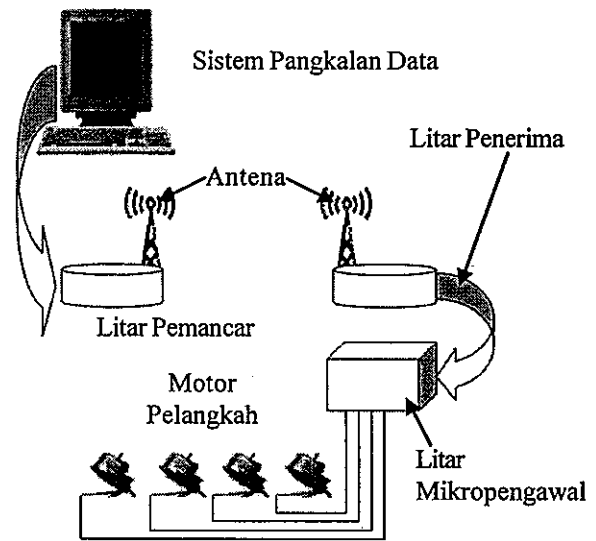 Sistem Pangkalan Data
Litar Penerima
Antena
Litar Pemancar
Motor
Pelangkah
Litar
Mikropengawal